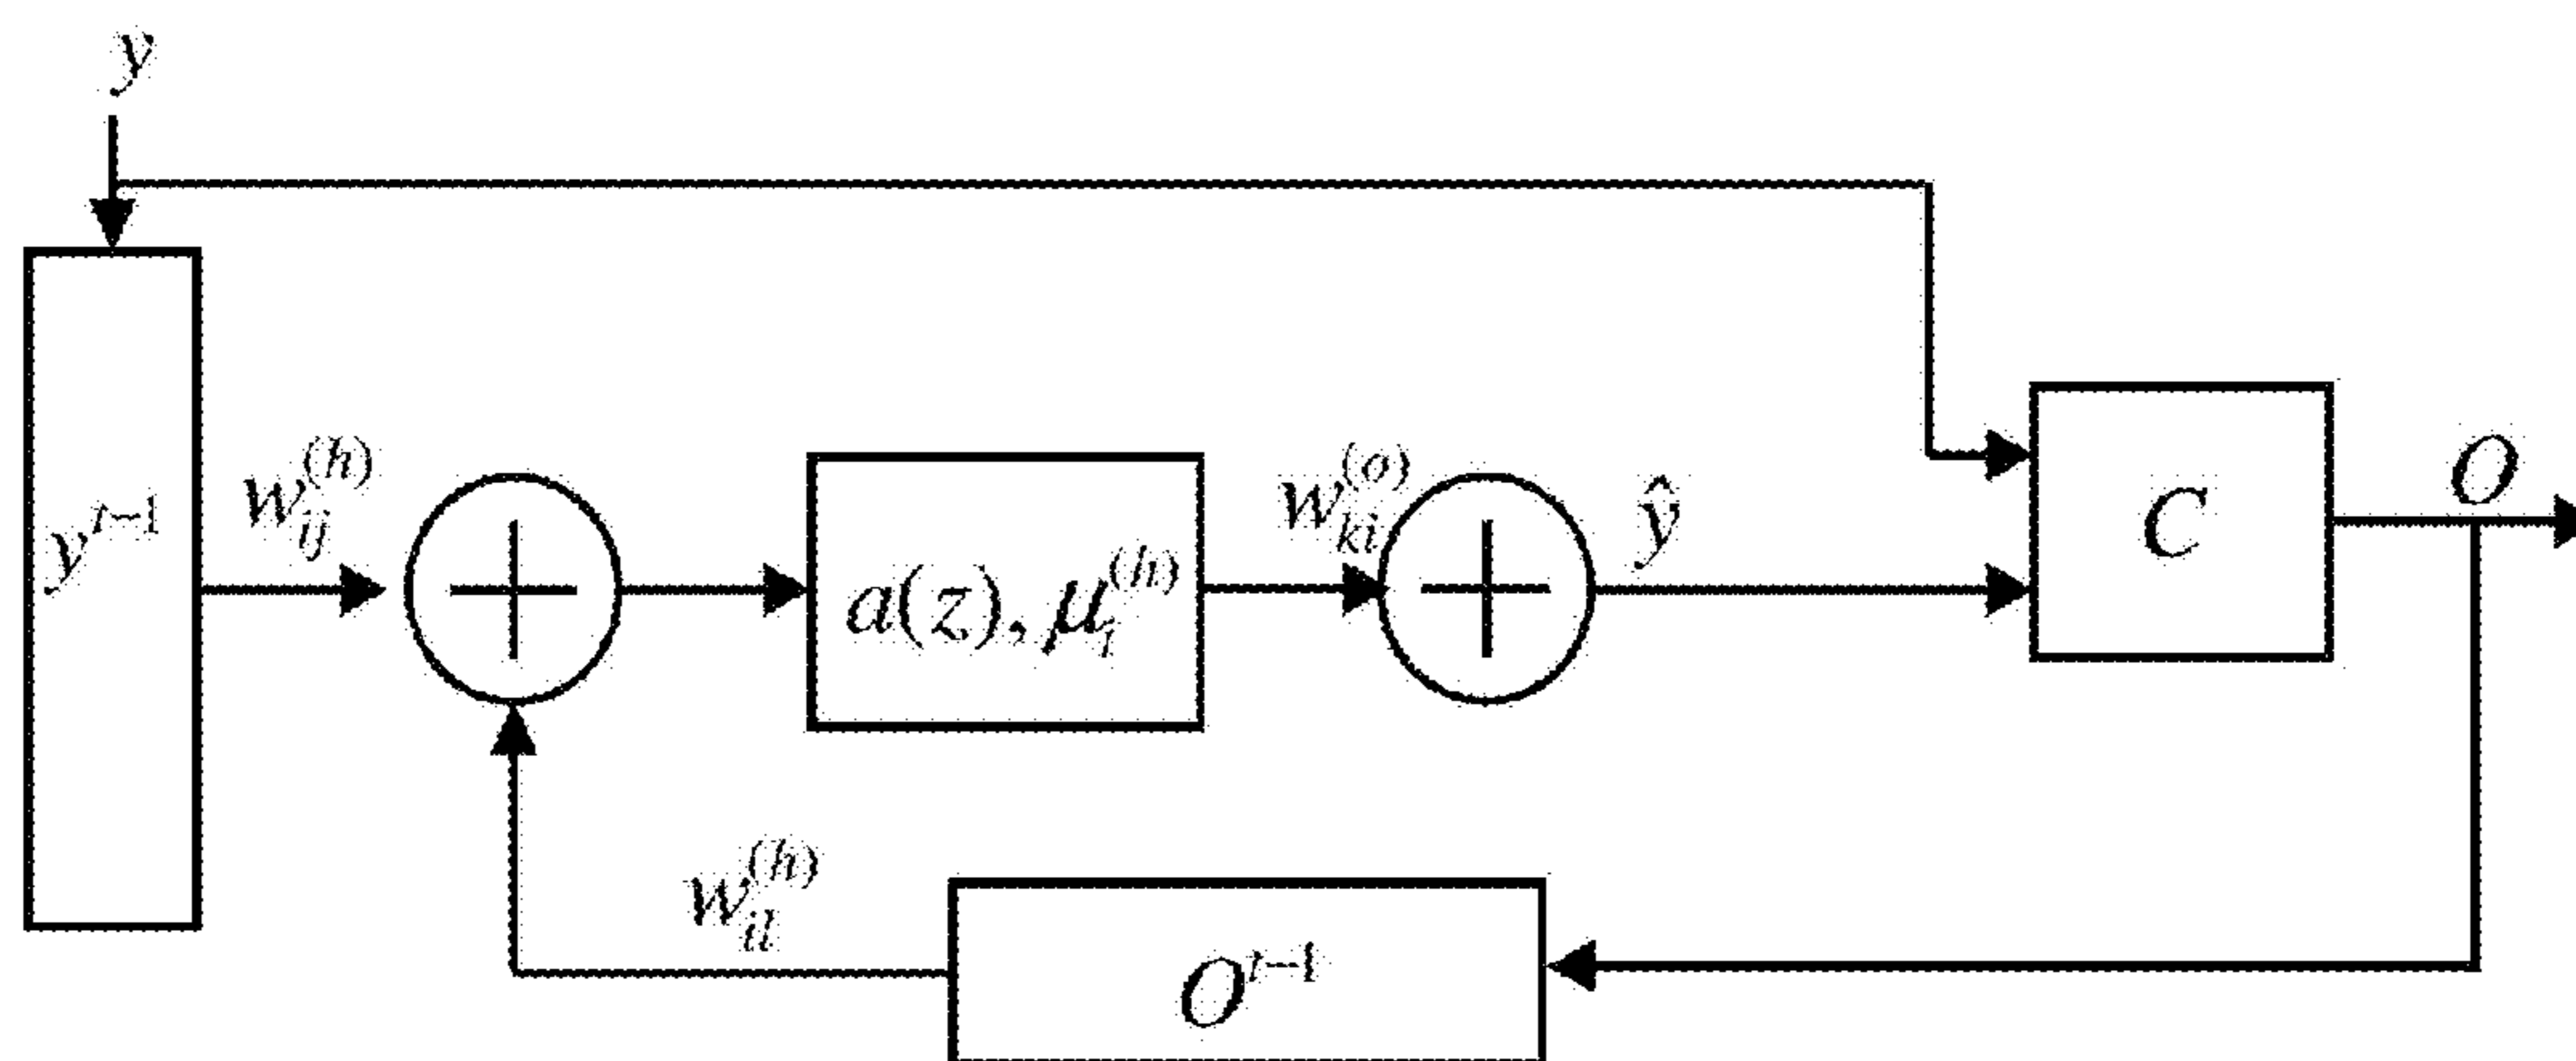 y
y^{t-1}
w_{ij}^{(h)}
+
a(z), μ_i^{(h)}
w_{ki}^{(o)}
+
ŷ
C
O
w_{il}^{(h)}
O^{t-1}